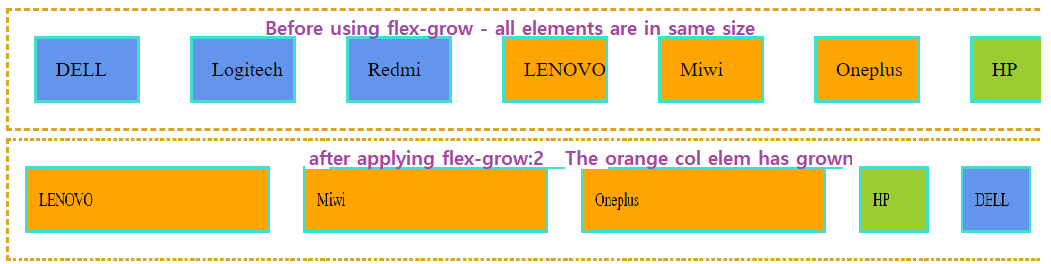 Before using flex-grow - all elements are in same size
DELL Logitech Redmi LENOVO Miwi Oneplus HP
after applying flex-grow:2 The orange col elem has grown
LENOVO Miwi Oneplus HP DELL